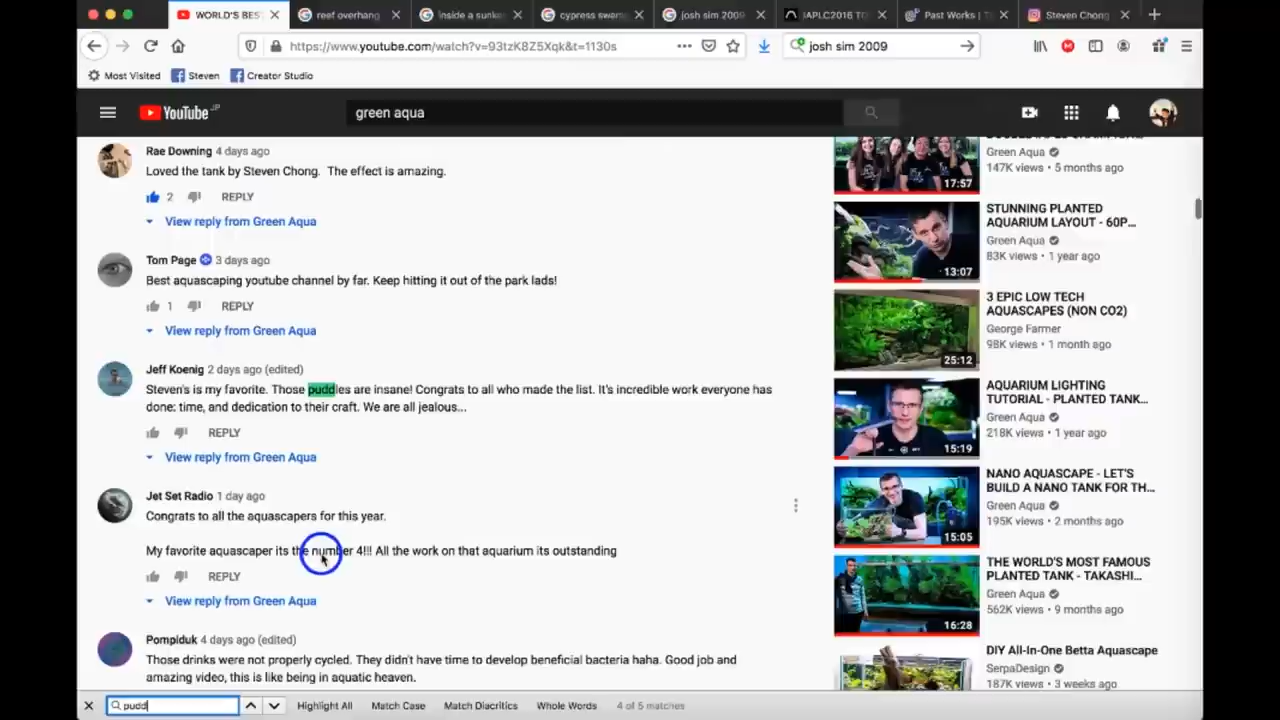 WORLD'S BES
reef overhang
inside a sunke
cypress swam
josh sim 2009
IAPLC2016 TO
Past Works | T
Steven Chong
https://www.youtube.com/watch?v=93tzK8Z5Xqk&t=1130s
josh sim 2009
Most Visited
Steven
Creator Studio
YouTube JP
green aqua
Rae Downing 4 days ago
Loved the tank by Steven Chong. The effect is amazing.
2 REPLY
View reply from Green Aqua
Tom Page 3 days ago
Best aquascaping youtube channel by far. Keep hitting it out of the park lads!
1 REPLY
View reply from Green Aqua
Jeff Koenig 2 days ago (edited)
Steven's is my favorite. Those puddles are insane! Congrats to all who made the list. It's incredible work everyone has
done: time, and dedication to their craft. We are all jealous...
REPLY
View reply from Green Aqua
Jet Set Radio 1 day ago
Congrats to all the aquascapers for this year.
My favorite aquascaper its the number 4!!! All the work on that aquarium its outstanding
REPLY
View reply from Green Aqua
Pompiduk 4 days ago (edited)
Those drinks were not properly cycled. They didn't have time to develop beneficial bacteria haha. Good job and
amazing video, this is like being in aquatic heaven.
17:57
Green Aqua
147K views • 5 months ago
13:07
STUNNING PLANTED
AQUARIUM LAYOUT - 60P...
Green Aqua
83K views • 1 year ago
25:12
3 EPIC LOW TECH
AQUASCAPES (NON CO2)
George Farmer
98K views • 1 month ago
15:19
AQUARIUM LIGHTING
TUTORIAL - PLANTED TANK...
Green Aqua
218K views • 1 year ago
15:05
NANO AQUASCAPE - LET'S
BUILD A NANO TANK FOR TH...
Green Aqua
195K views • 2 months ago
16:28
THE WORLD'S MOST FAMOUS
PLANTED TANK - TAKASHI...
Green Aqua
562K views • 9 months ago
DIY All-In-One Betta Aquascape
SerpaDesign
187K views • 3 weeks ago
pudd
Highlight All
Match Case
Match Diacritics
Whole Words
4 of 5 matches